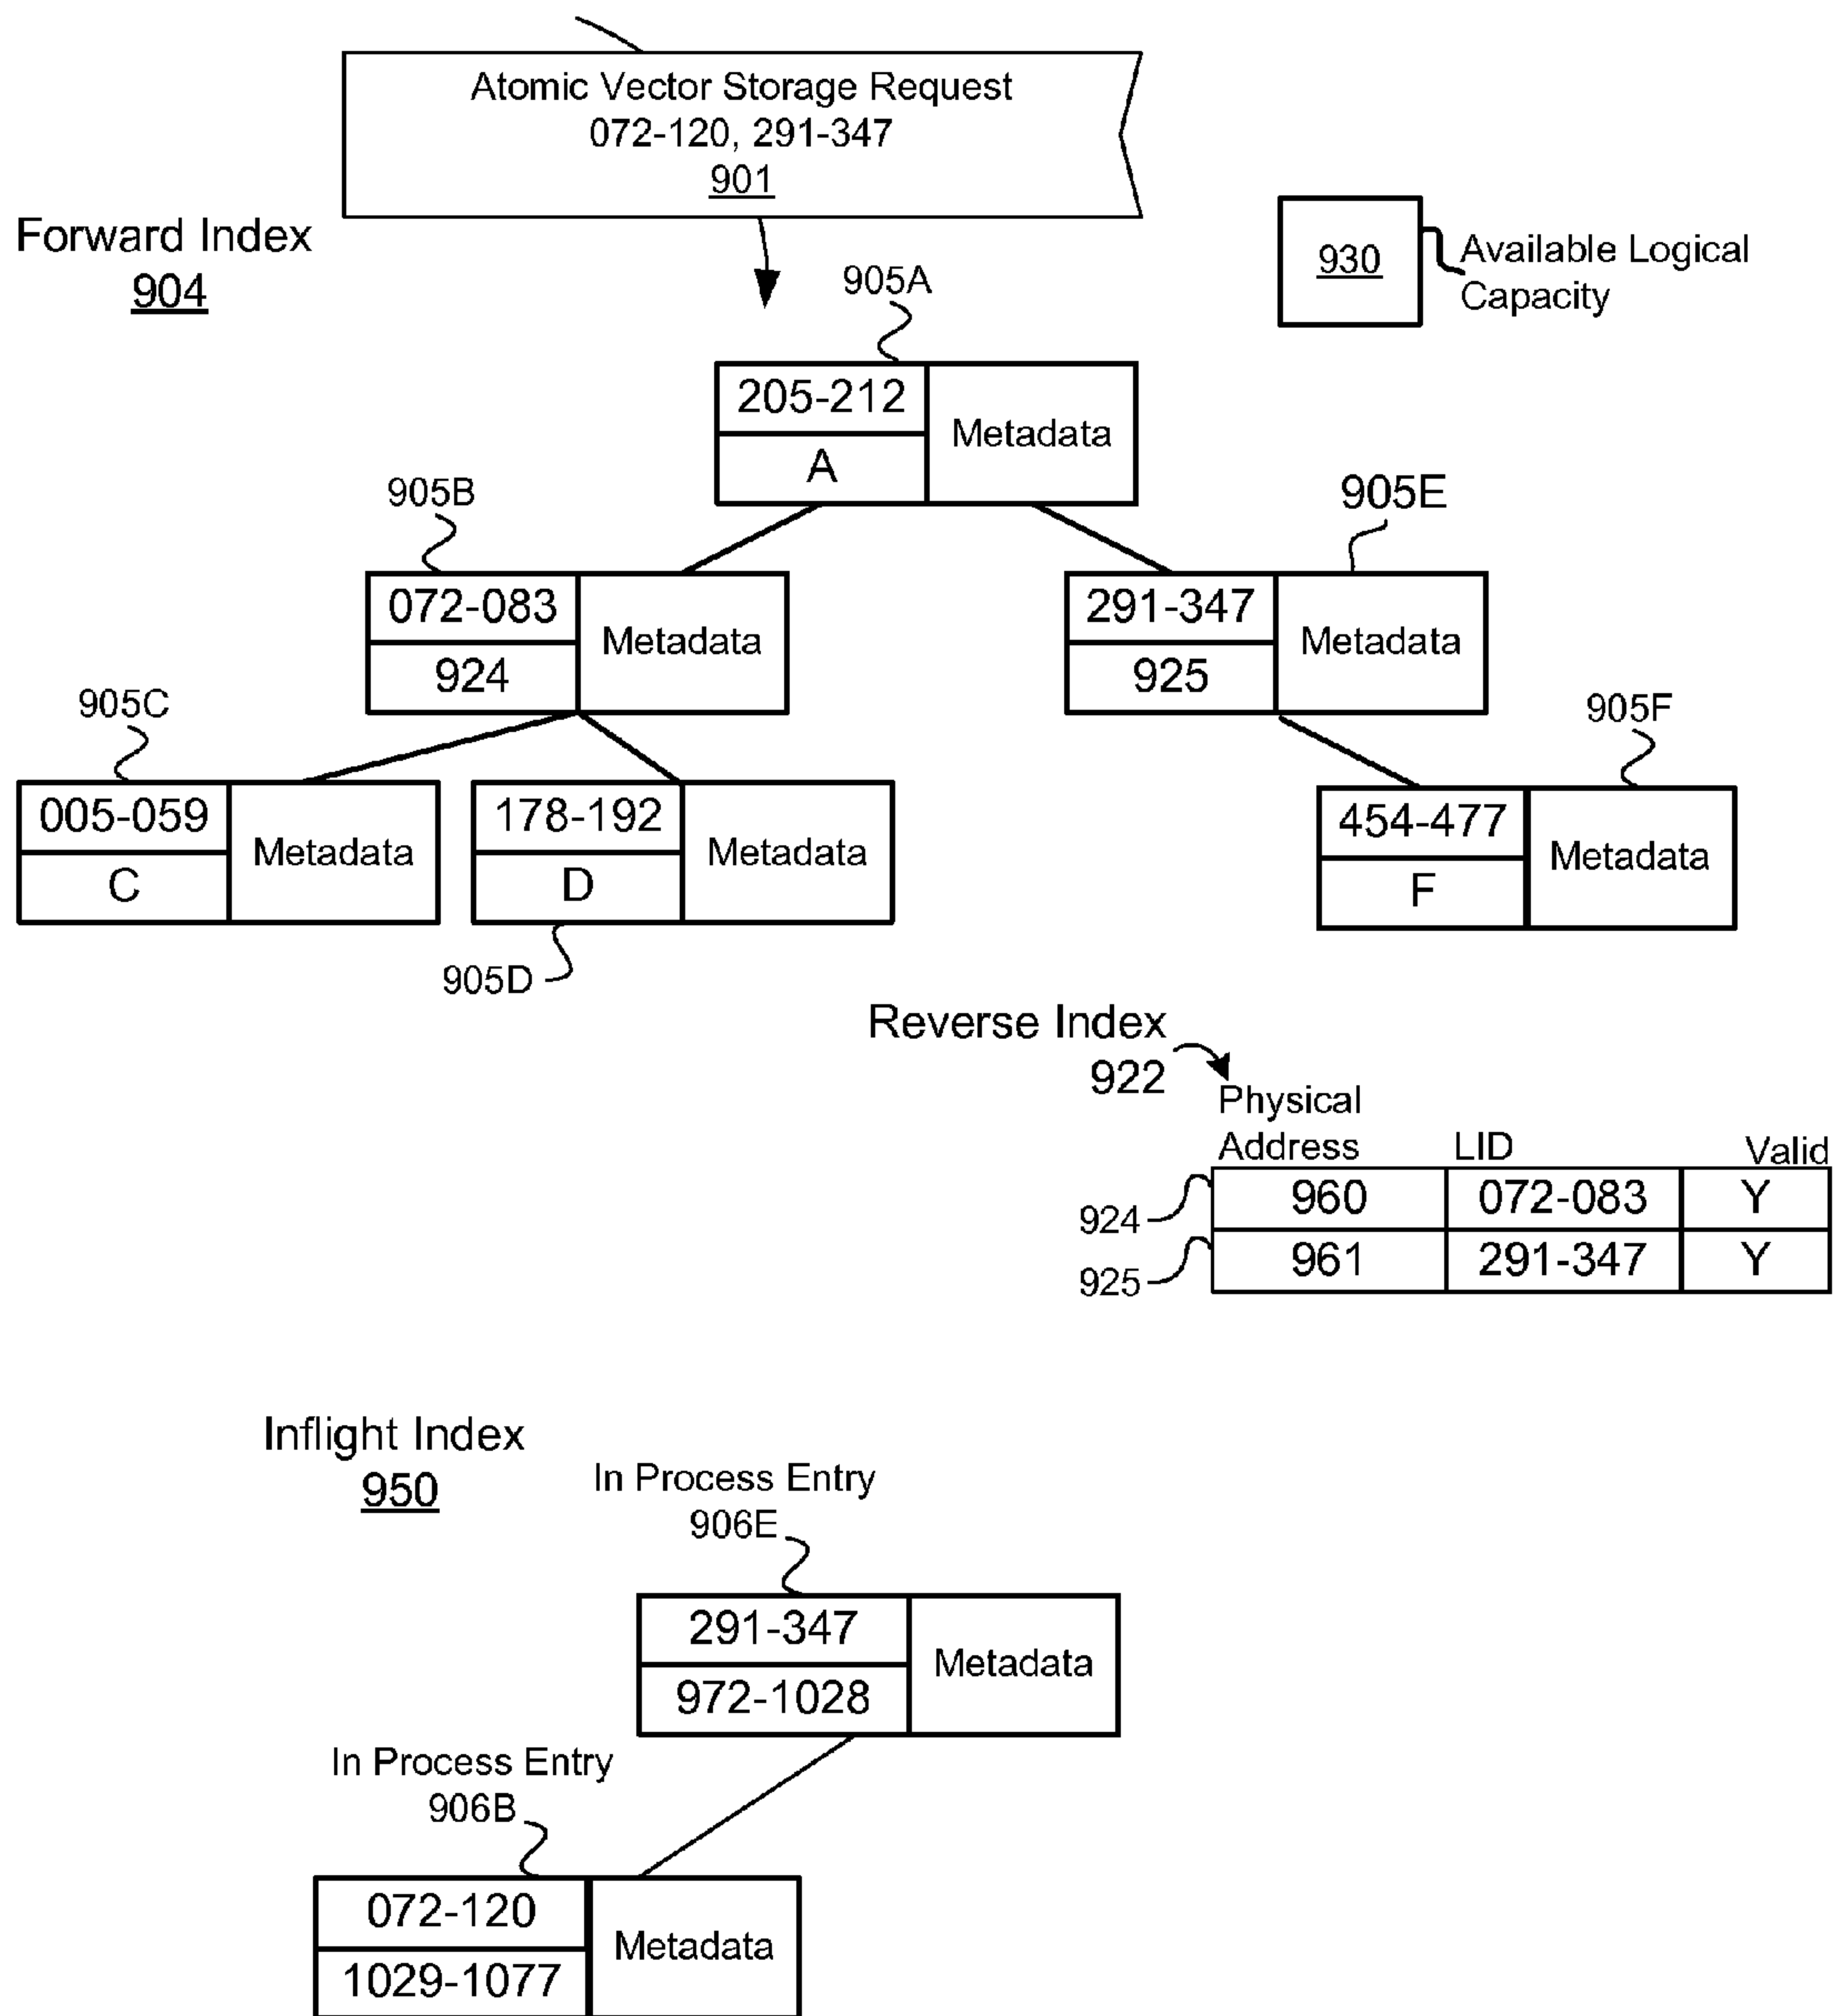 Atomic Vector Storage Request
072-120, 291-347
901
Forward Index
904
930
Available Logical
Capacity
905A
205-212
Metadata
A
905B
905E
072-083
Metadata
924
291-347
Metadata
925
905C
905F
005-059
Metadata
C
178-192
Metadata
D
454-477
Metadata
F
905D
Reverse Index
922
Physical
Address LID Valid
924 960 072-083 Y
925 961 291-347 Y
Inflight Index
950
In Process Entry
906E
291-347
Metadata
972-1028
In Process Entry
906B
072-120
Metadata
1029-1077